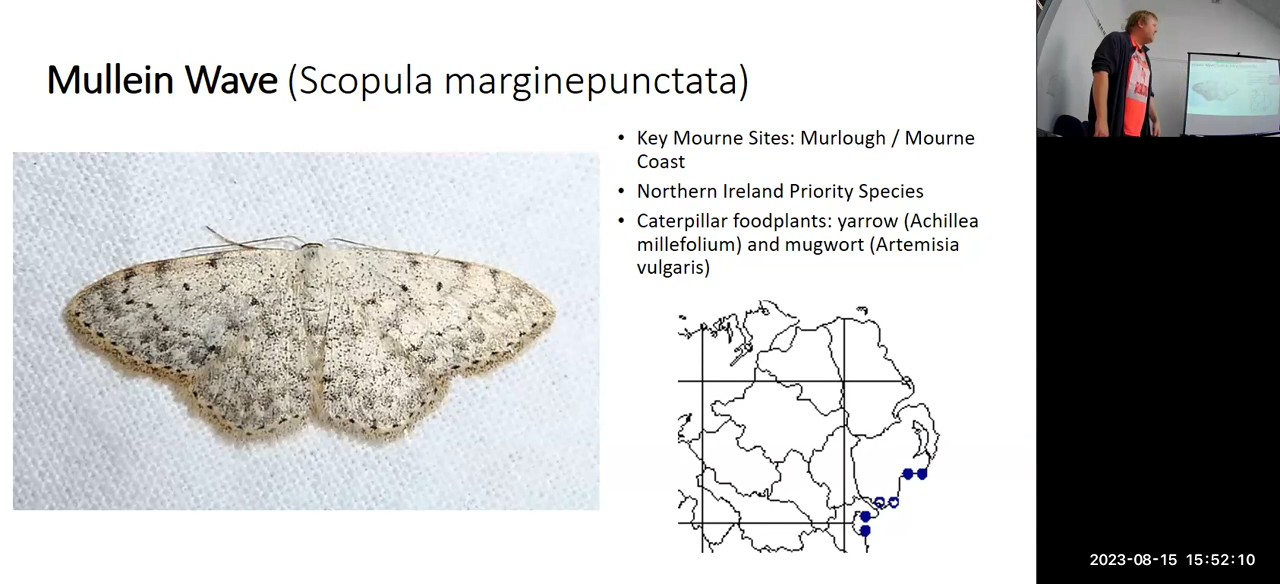 Mullein Wave (Scopula marginepunctata)
• Key Mourne Sites: Murlough / Mourne
Coast
• Northern Ireland Priority Species
• Caterpillar foodplants: yarrow (Achillea
millefolium) and mugwort (Artemisia
vulgaris)
2023-08-15 15:52:10